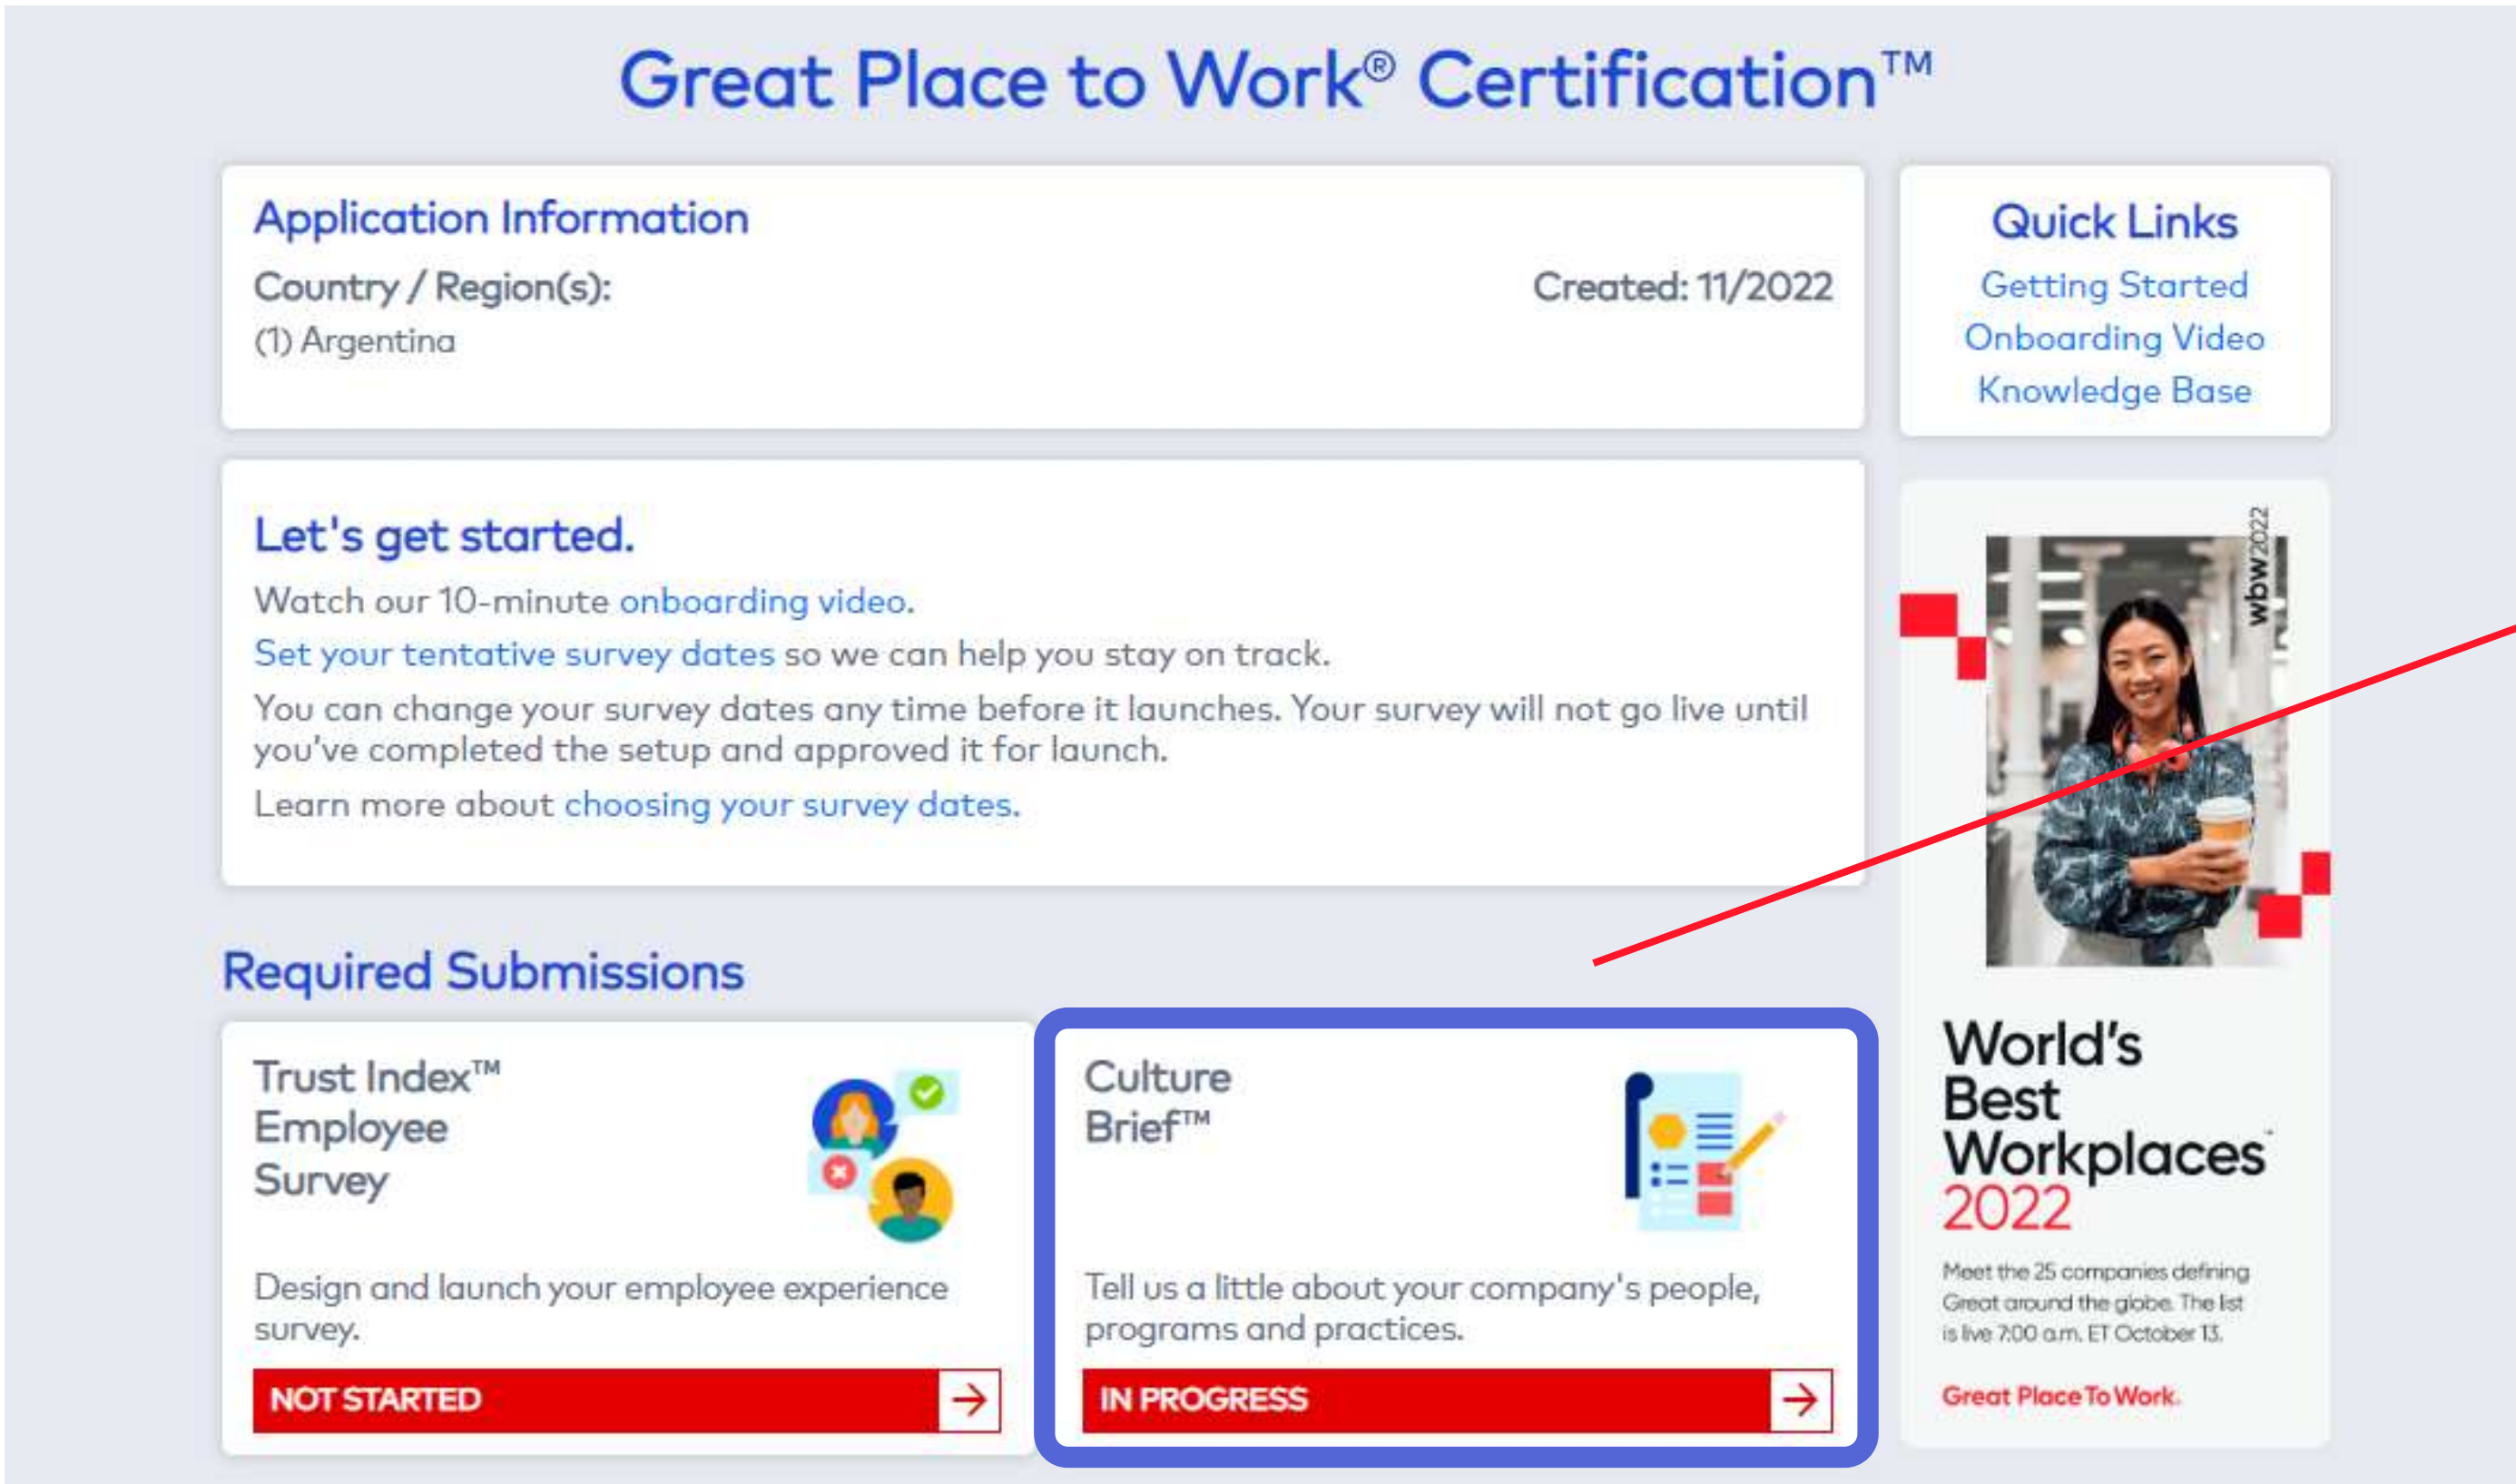 Great Place to Work® Certification™
Application Information
Country / Region(s):
Created: 11/2022
(1) Argentina
Quick Links
Getting Started
Onboarding Video
Knowledge Base
Let's get started.
Watch our 10-minute onboarding video.
Set your tentative survey dates so we can help you stay on track.
You can change your survey dates any time before it launches. Your survey will not go live until
you've completed the setup and approved it for launch.
Learn more about choosing your survey dates.
wbw2022
Required Submissions
Trust Index™
Employee
Survey
Design and launch your employee experience
survey.
NOT STARTED
Culture
Brief™
Tell us a little about your company's people,
programs and practices.
IN PROGRESS
World's
Best
Workplaces™
2022
Meet the 25 companies defining
Great around the globe. The list
is live 7:00 a.m. ET October 13.
Great Place To Work.